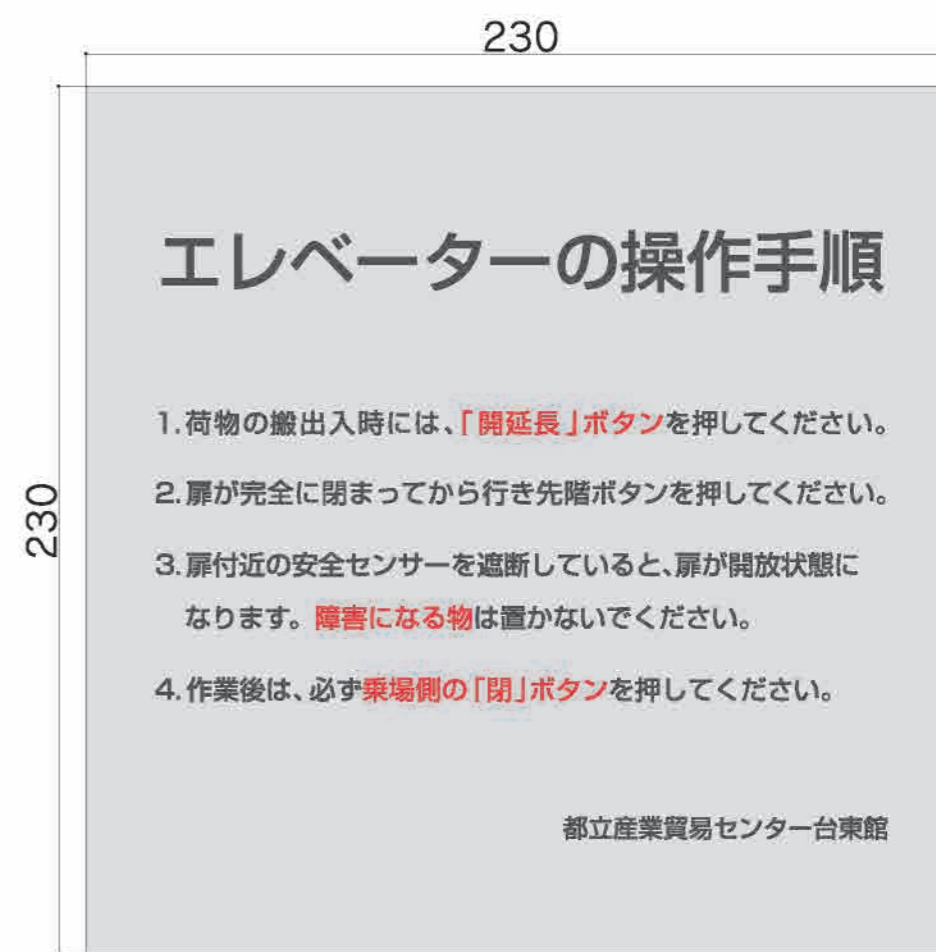 230
230
エレベーターの操作手順
1.荷物の搬出入時には、「開延長」ボタンを押してください。
2.扉が完全に閉まってから行き先階ボタンを押してください。
3.扉付近の安全センサーを遮断していると、扉が開放状態に
なります。障害になる物は置かないでください。
4.作業後は、必ず乗場側の「閉」ボタンを押してください。
都立産業貿易センター台東館